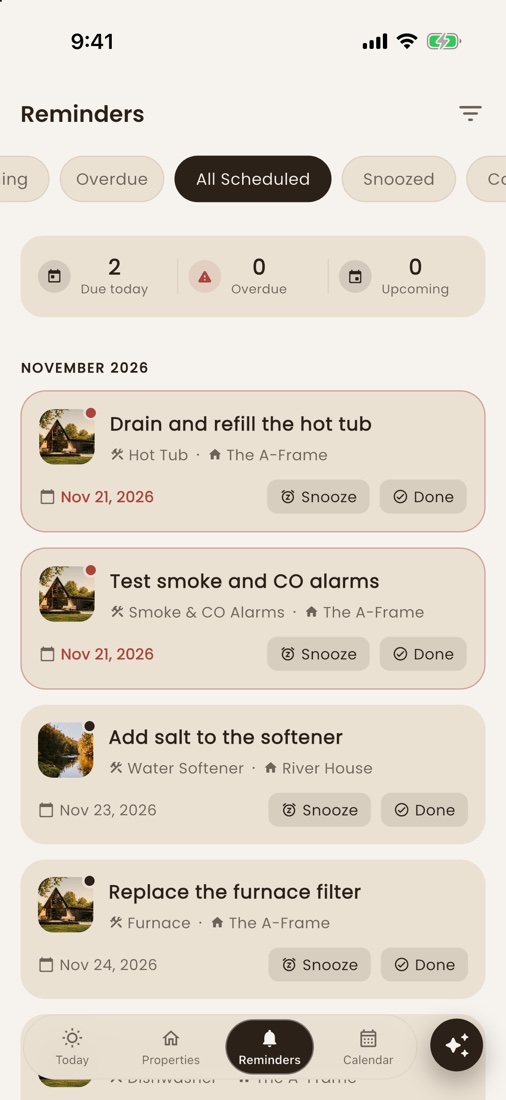 9:41
Reminders
ing Overdue All Scheduled Snoozed Co
2 0 0
Due today Overdue Upcoming
NOVEMBER 2026
Drain and refill the hot tub
Hot Tub · The A-Frame
Nov 21, 2026 Snooze Done
Test smoke and CO alarms
Smoke & CO Alarms · The A-Frame
Nov 21, 2026 Snooze Done
Add salt to the softener
Water Softener · River House
Nov 23, 2026 Snooze Done
Replace the furnace filter
Furnace · The A-Frame
Nov 24, 2026 Snooze Done
Today Properties Reminders Calendar
Dishwasher · The A-Frame